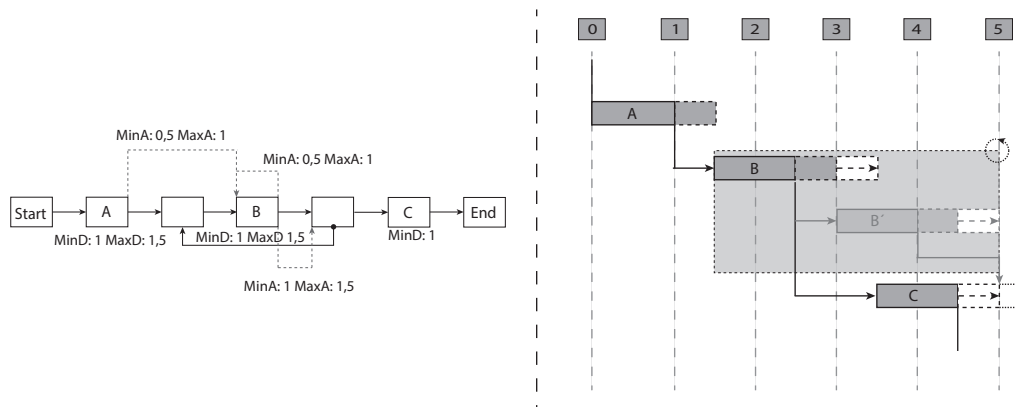 MinA: 0,5 MaxA: 1
MinA: 0,5 MaxA: 1
Start
A
B
C
End
MinD: 1 MaxD: 1,5
MinD: 1 MaxD 1,5
MinD: 1
MinA: 1 MaxA: 1,5
0
1
2
3
4
5
A
B
B´
C